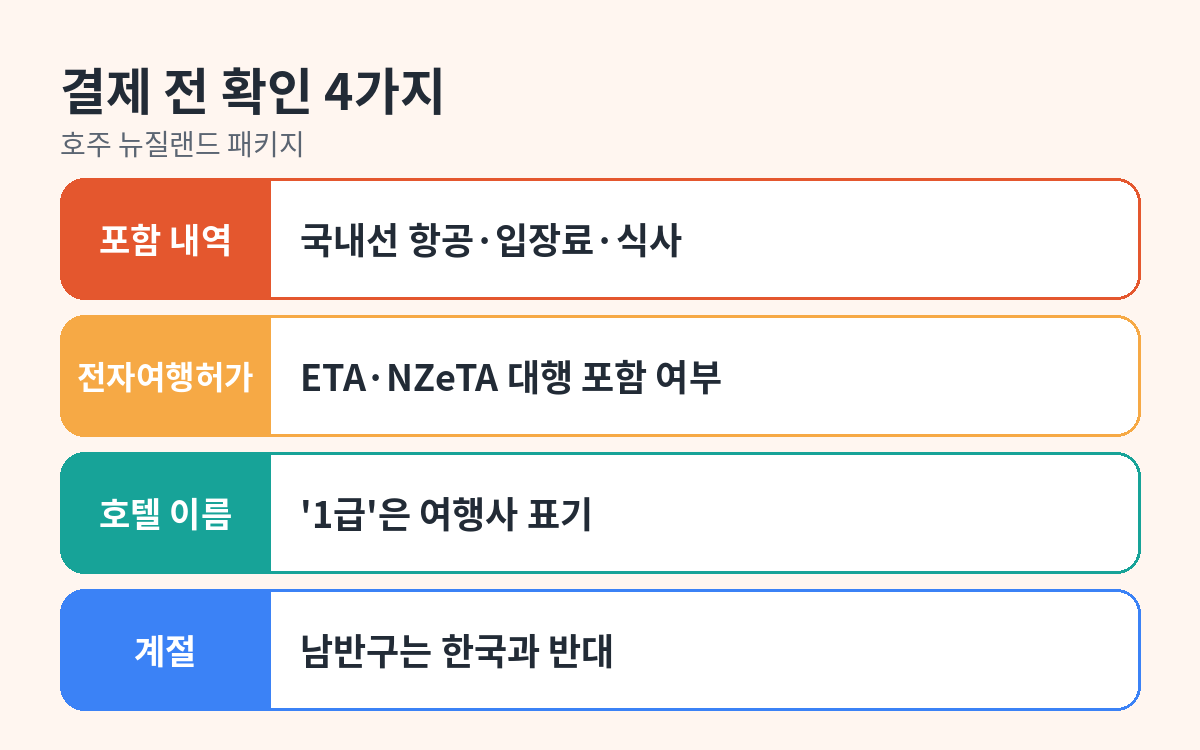 결제 전 확인 4가지
호주 뉴질랜드 패키지
포함 내역
국내선 항공·입장료·식사
전자여행허가
ETA·NZeTA 대행 포함 여부
호텔 이름
'1급'은 여행사 표기
계절
남반구는 한국과 반대